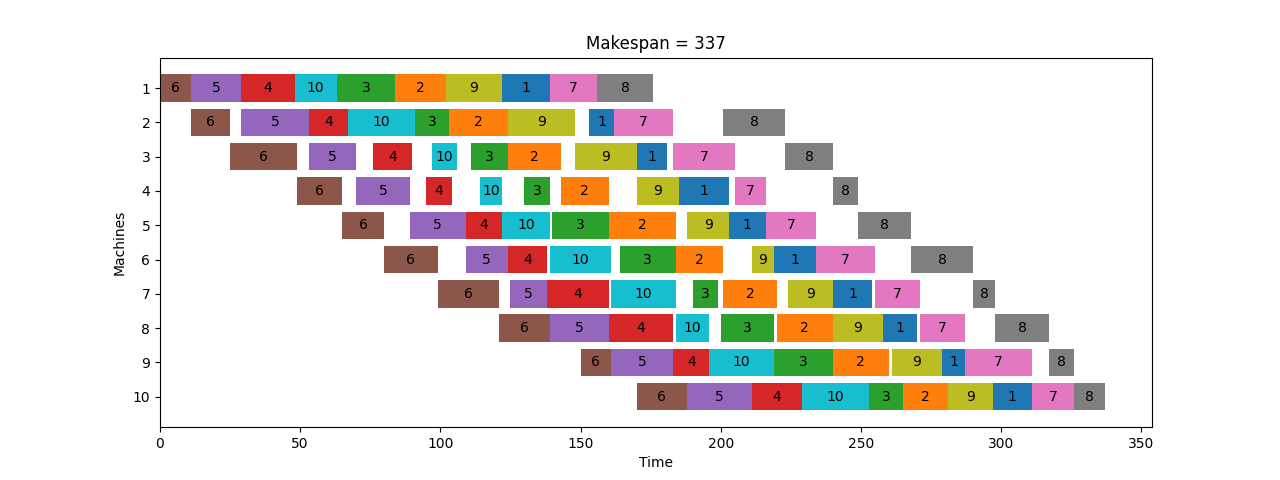 Makespan = 337
1 6 5 4 10 3 2 9 1 7 8
2 6 5 4 10 3 2 9 1 7 8
3 6 5 4 10 3 2 9 1 7 8
4 6 5 4 10 3 2 9 1 7 8
5 6 5 4 10 3 2 9 1 7 8
6 6 5 4 10 3 2 9 1 7 8
7 6 5 4 10 3 2 9 1 7 8
8 6 5 4 10 3 2 9 1 7 8
9 6 5 4 10 3 2 9 1 7 8
10 6 5 4 10 3 2 9 1 7 8
Machines
0 50 100 150 200 250 300 350
Time